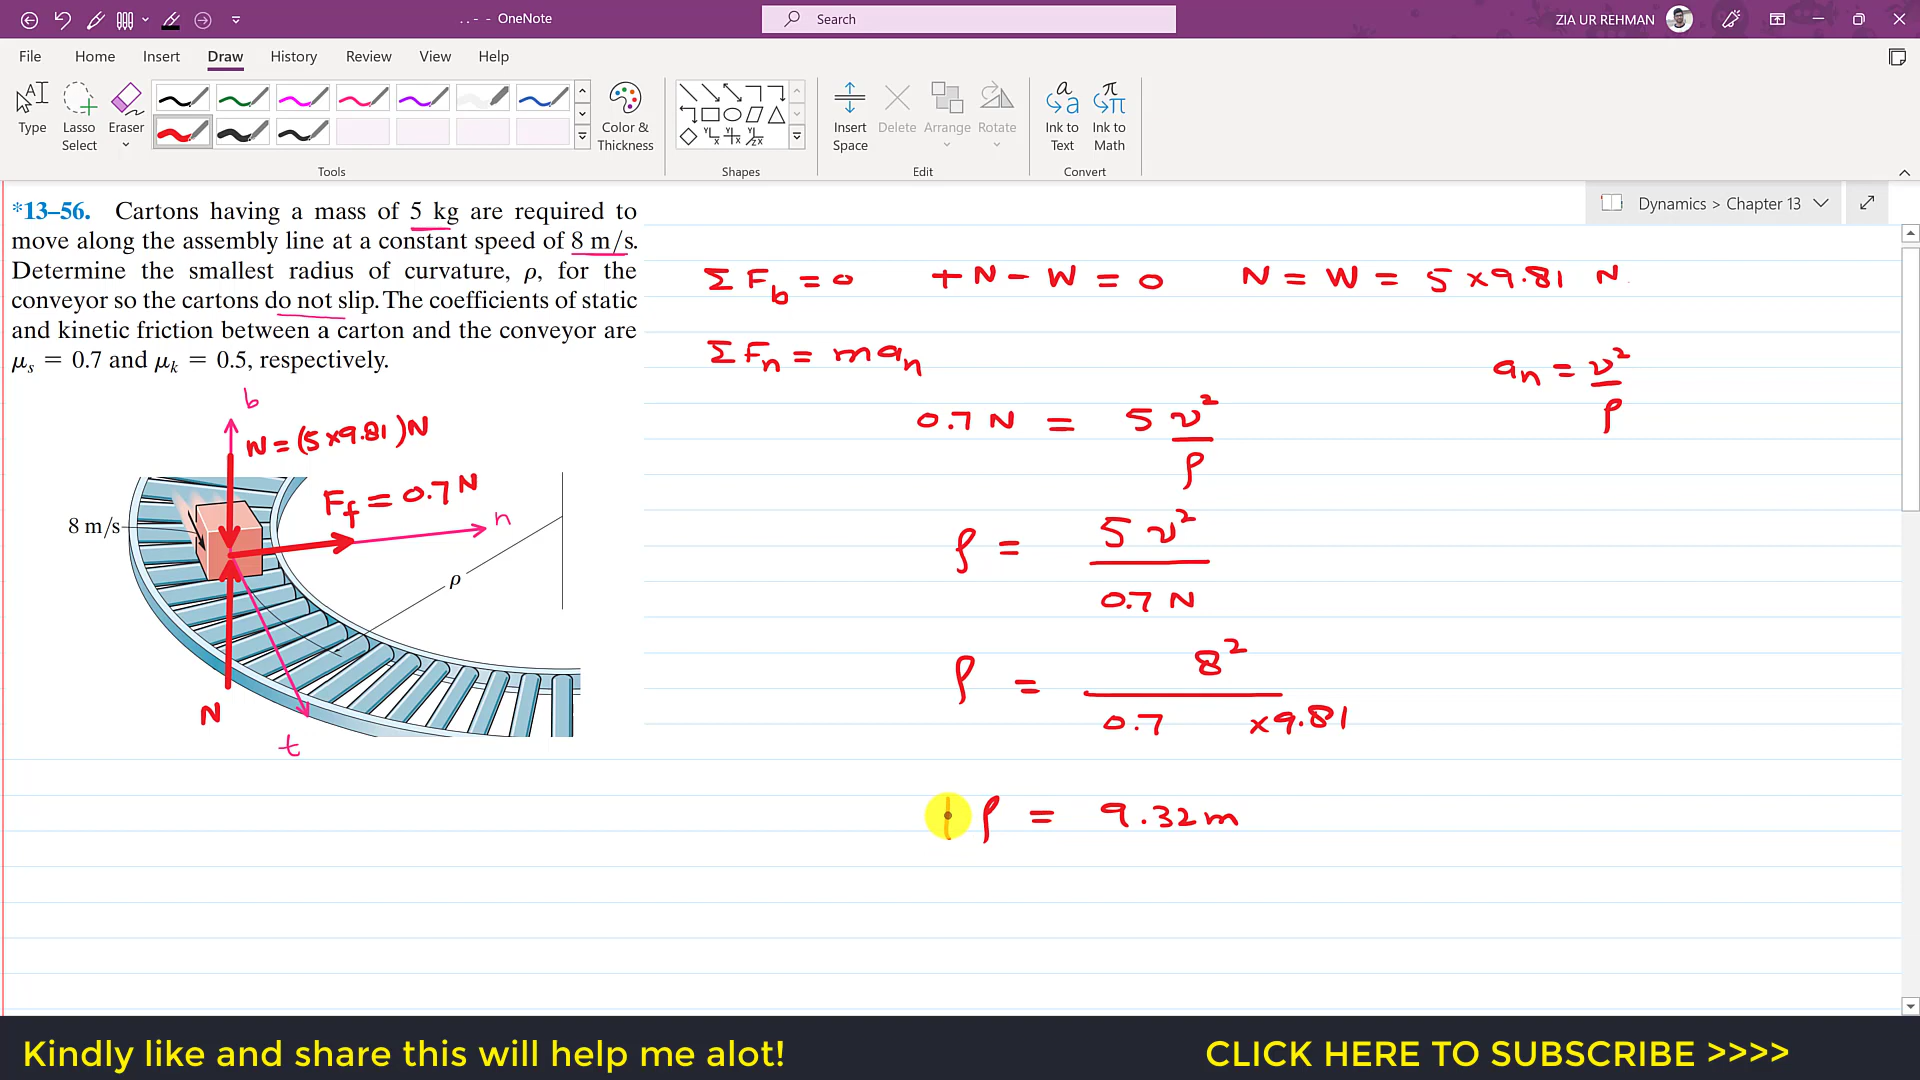 . . - - OneNote
Search
ZIA UR REHMAN
File Home Insert Draw History Review View Help
Type
Lasso Select
Eraser
Color & Thickness
Insert Space
Delete
Arrange
Rotate
Ink to Text
Ink to Math
Tools
Shapes
Edit
Convert
Dynamics > Chapter 13
*13–56. Cartons having a mass of 5 kg are required to
move along the assembly line at a constant speed of 8 m/s.
Determine the smallest radius of curvature, ρ, for the
conveyor so the cartons do not slip. The coefficients of static
and kinetic friction between a carton and the conveyor are
μs = 0.7 and μk = 0.5, respectively.
b
W = (5×9.81)N
Ff = 0.7 N
n
8 m/s
ρ
N
t
ΣFb = 0 +N - W = 0 N = W = 5 ×9.81 N
ΣFn = man
an = v²/ρ
0.7 N = 5 v²/ρ
ρ = 5 v²/0.7 N
ρ = 8²/0.7 ×9.81
ρ = 9.32m
Kindly like and share this will help me alot!
CLICK HERE TO SUBSCRIBE >>>>